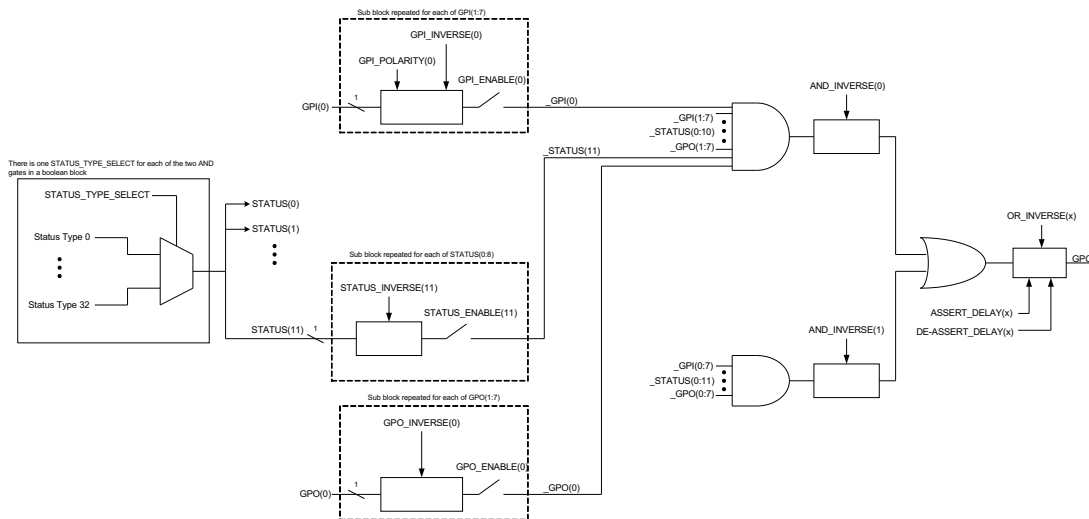 Sub block repeated for each of GPI(1:7)
GPI_INVERSE(0)
GPI_POLARITY(0)
GPI_ENABLE(0)
GPI(0)
1
_GPI(0)
_GPI(1:7)
_STATUS(0:10)
_GPO(1:7)
AND_INVERSE(0)
There is one STATUS_TYPE_SELECT for each of the two AND
gates in a boolean block
STATUS_TYPE_SELECT
Status Type 0
Status Type 32
STATUS(0)
STATUS(1)
_STATUS(11)
Sub block repeated for each of STATUS(0:8)
STATUS_INVERSE(11)
STATUS_ENABLE(11)
STATUS(11)
1
OR_INVERSE(x)
GPO
ASSERT_DELAY(x)
DE-ASSERT_DELAY(x)
AND_INVERSE(1)
_GPI(0:7)
_STATUS(0:11)
_GPO(0:7)
Sub block repeated for each of GPO(1:7)
GPO_INVERSE(0)
GPO_ENABLE(0)
GPO(0)
1
_GPO(0)